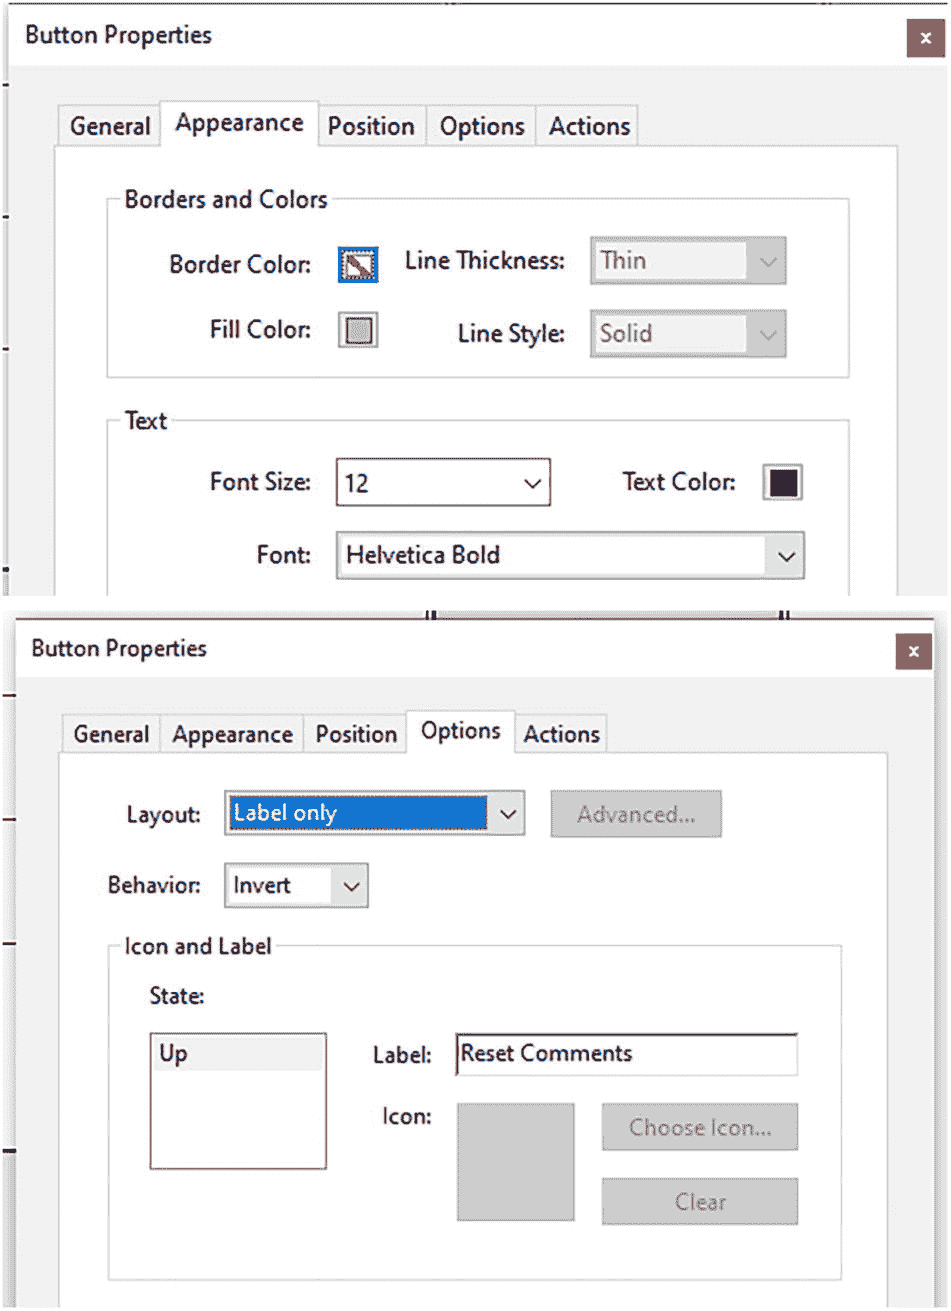 Button Properties
x
General Appearance Position Options Actions
Borders and Colors
Border Color: Line Thickness: Thin
Fill Color: Line Style: Solid
Text
Font Size: 12 Text Color:
Font: Helvetica Bold
Button Properties
x
General Appearance Position Options Actions
Layout: Label only Advanced...
Behavior: Invert
Icon and Label
State:
Up Label: Reset Comments
Icon: Choose Icon...
Clear